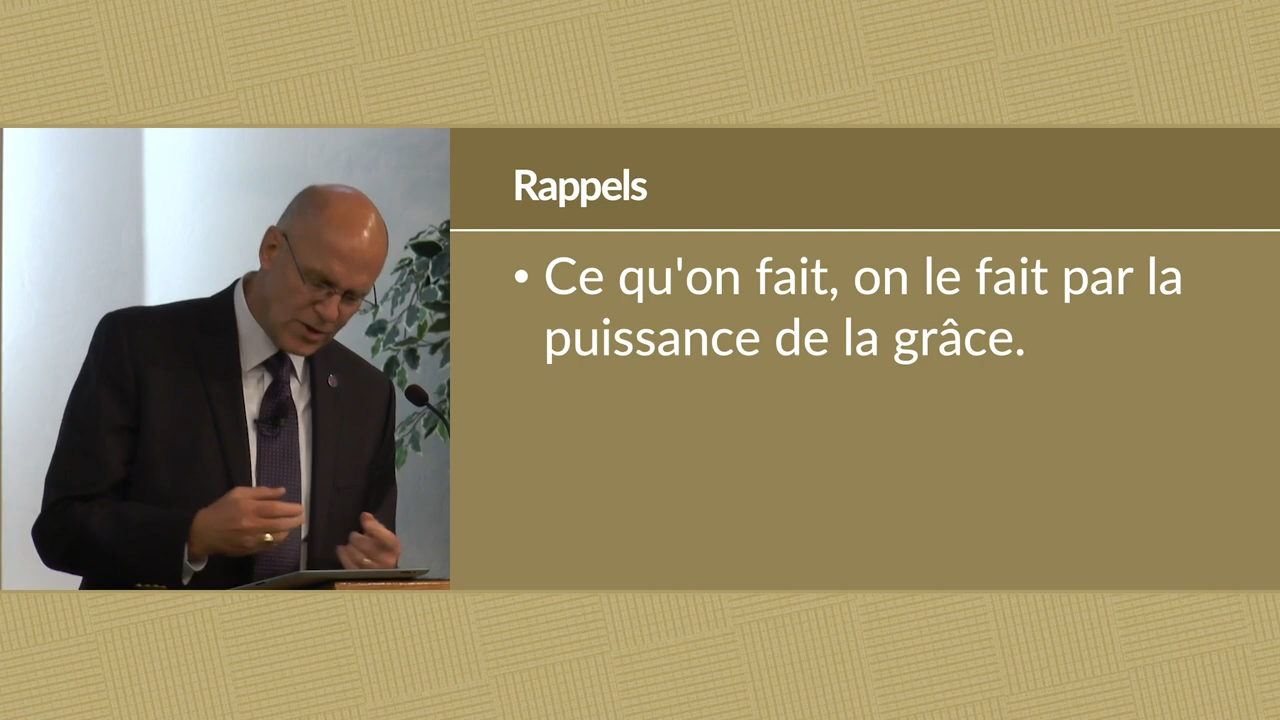 Rappels
• Ce qu'on fait, on le fait par la
puissance de la grâce.